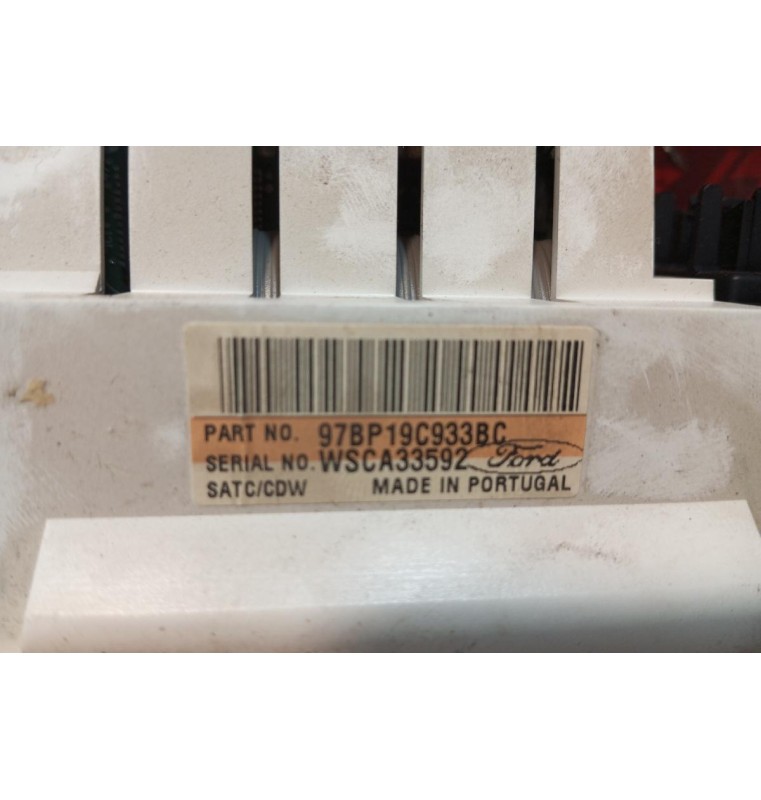 PART NO. 97BP19C933BC
SERIAL NO. WSCA33592 Ford
SATC/CDW MADE IN PORTUGAL